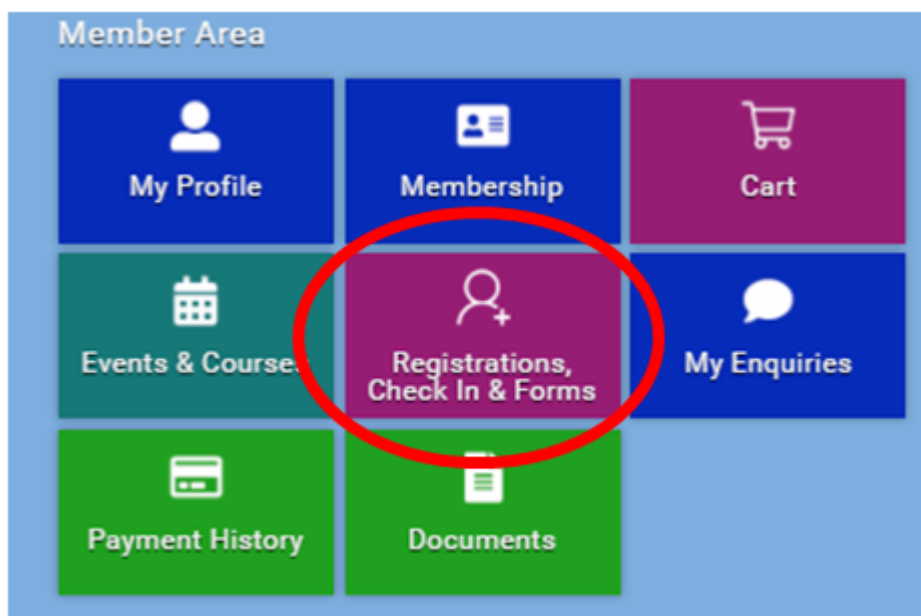 Member Area
My Profile
Membership
Cart
Events & Courses
Registrations,
Check In & Forms
My Enquiries
Payment History
Documents